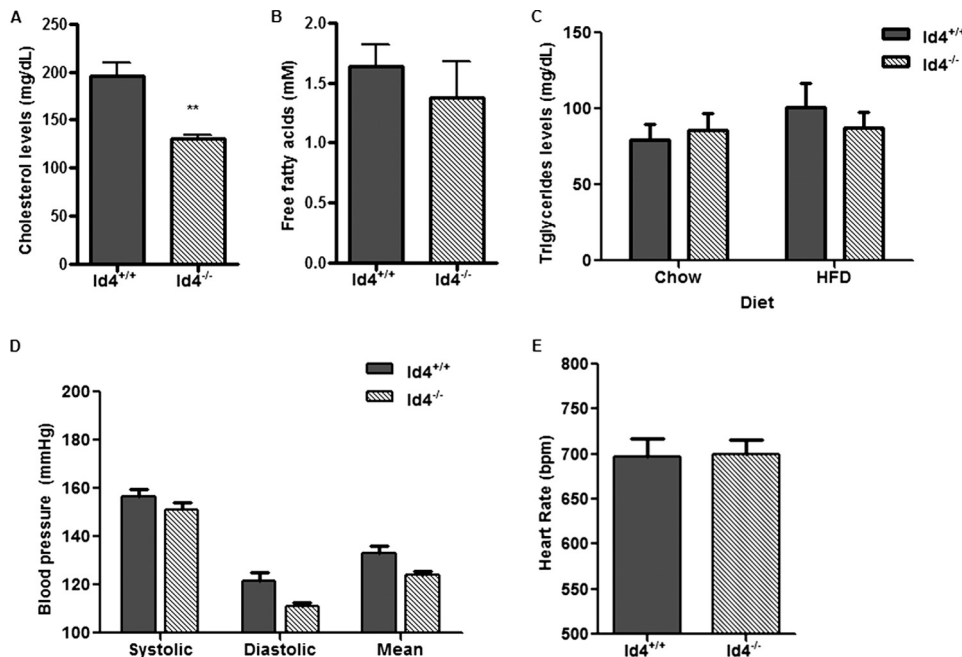 A
Cholesterol levels (mg/dL)
250
200
150
100
50
0
**
Id4+/+ Id4-/-
B
Free fatty acids (mM)
2.0
1.5
1.0
0.5
0.0
Id4+/+ Id4-/-
C
Triglycerides levels (mg/dL)
150
100
50
0
Chow HFD
Diet
Id4+/+
Id4-/-
D
Id4+/+
Id4-/-
Blood pressure (mmHg)
200
180
160
140
120
100
Systolic Diastolic Mean
E
Heart Rate (bpm)
800
750
700
650
600
550
500
Id4+/+ Id4-/-